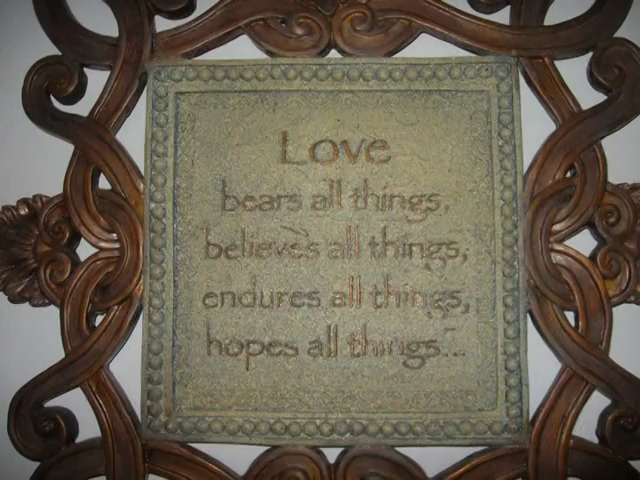 Love
bears all things,
believes all things,
endures all things,
hopes all things...